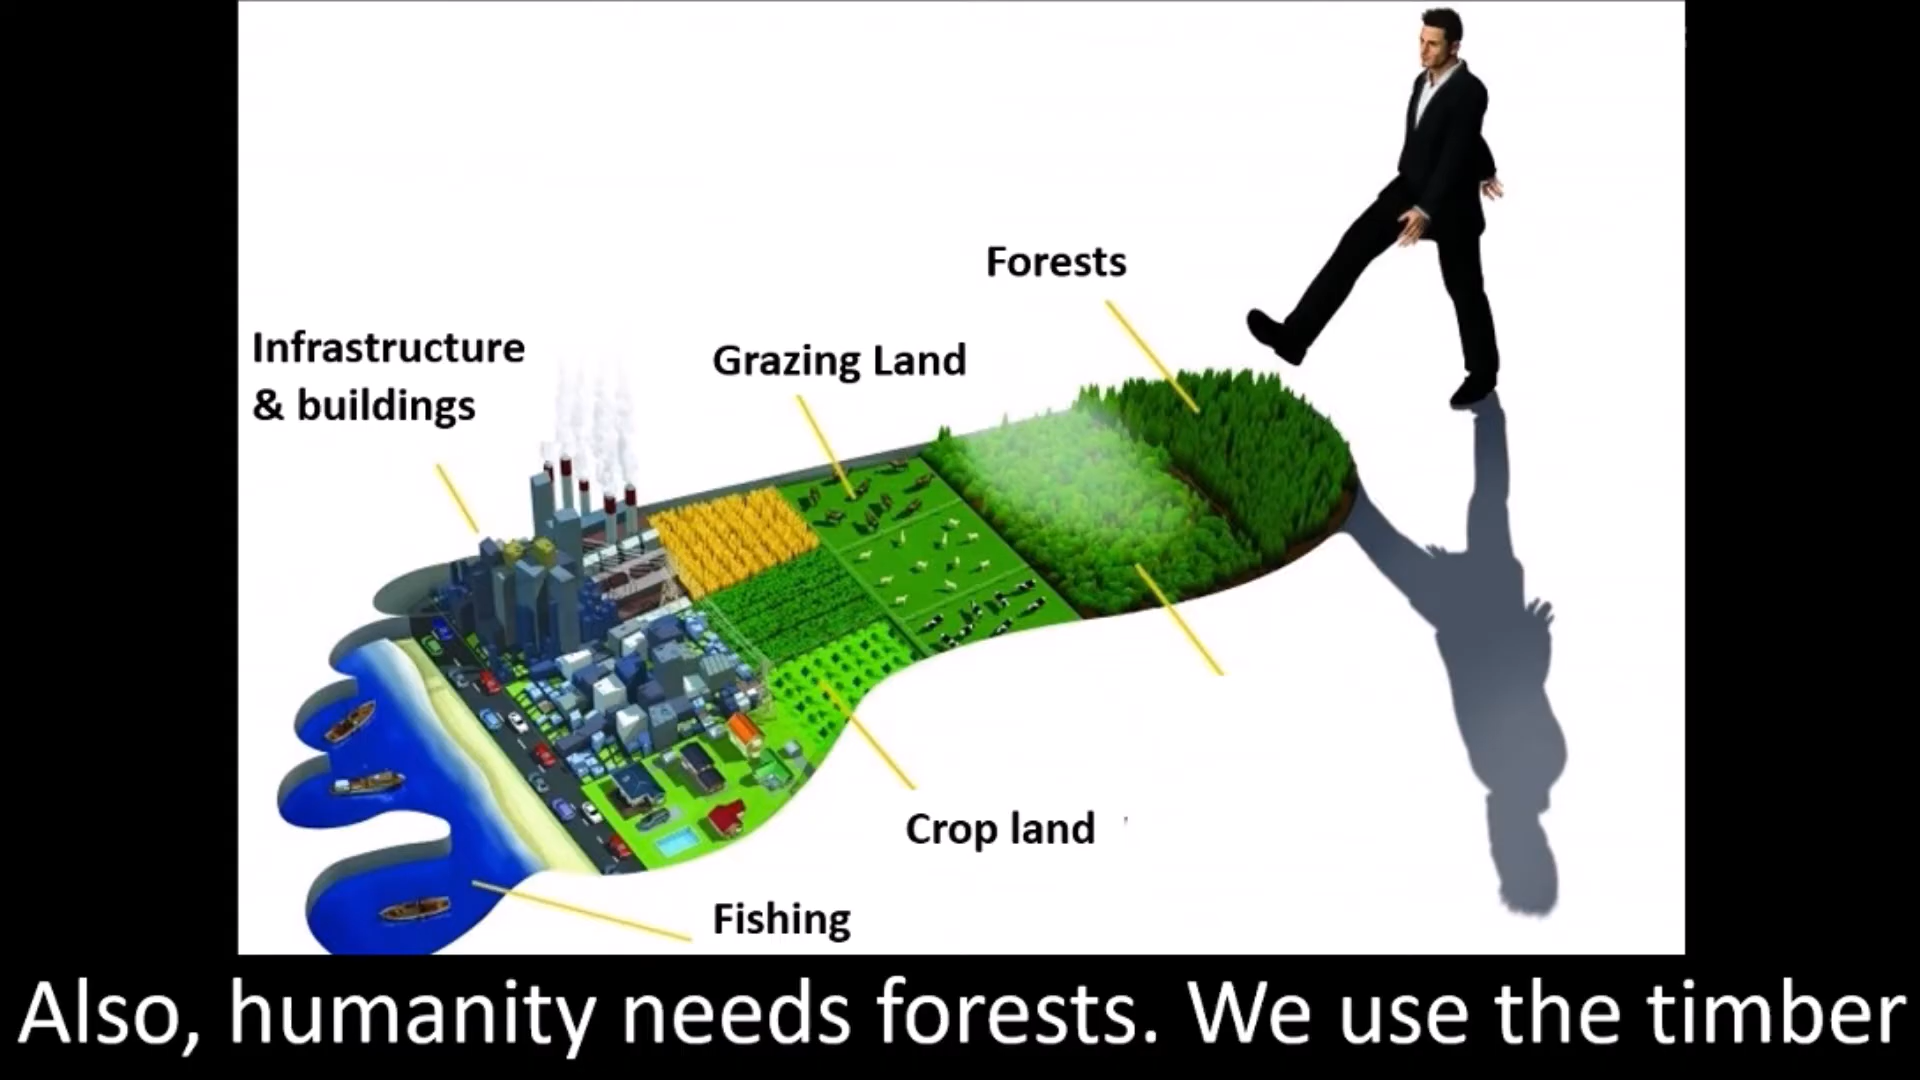 Forests
Infrastructure
& buildings
Grazing Land
Crop land
Fishing
Also, humanity needs forests. We use the timber